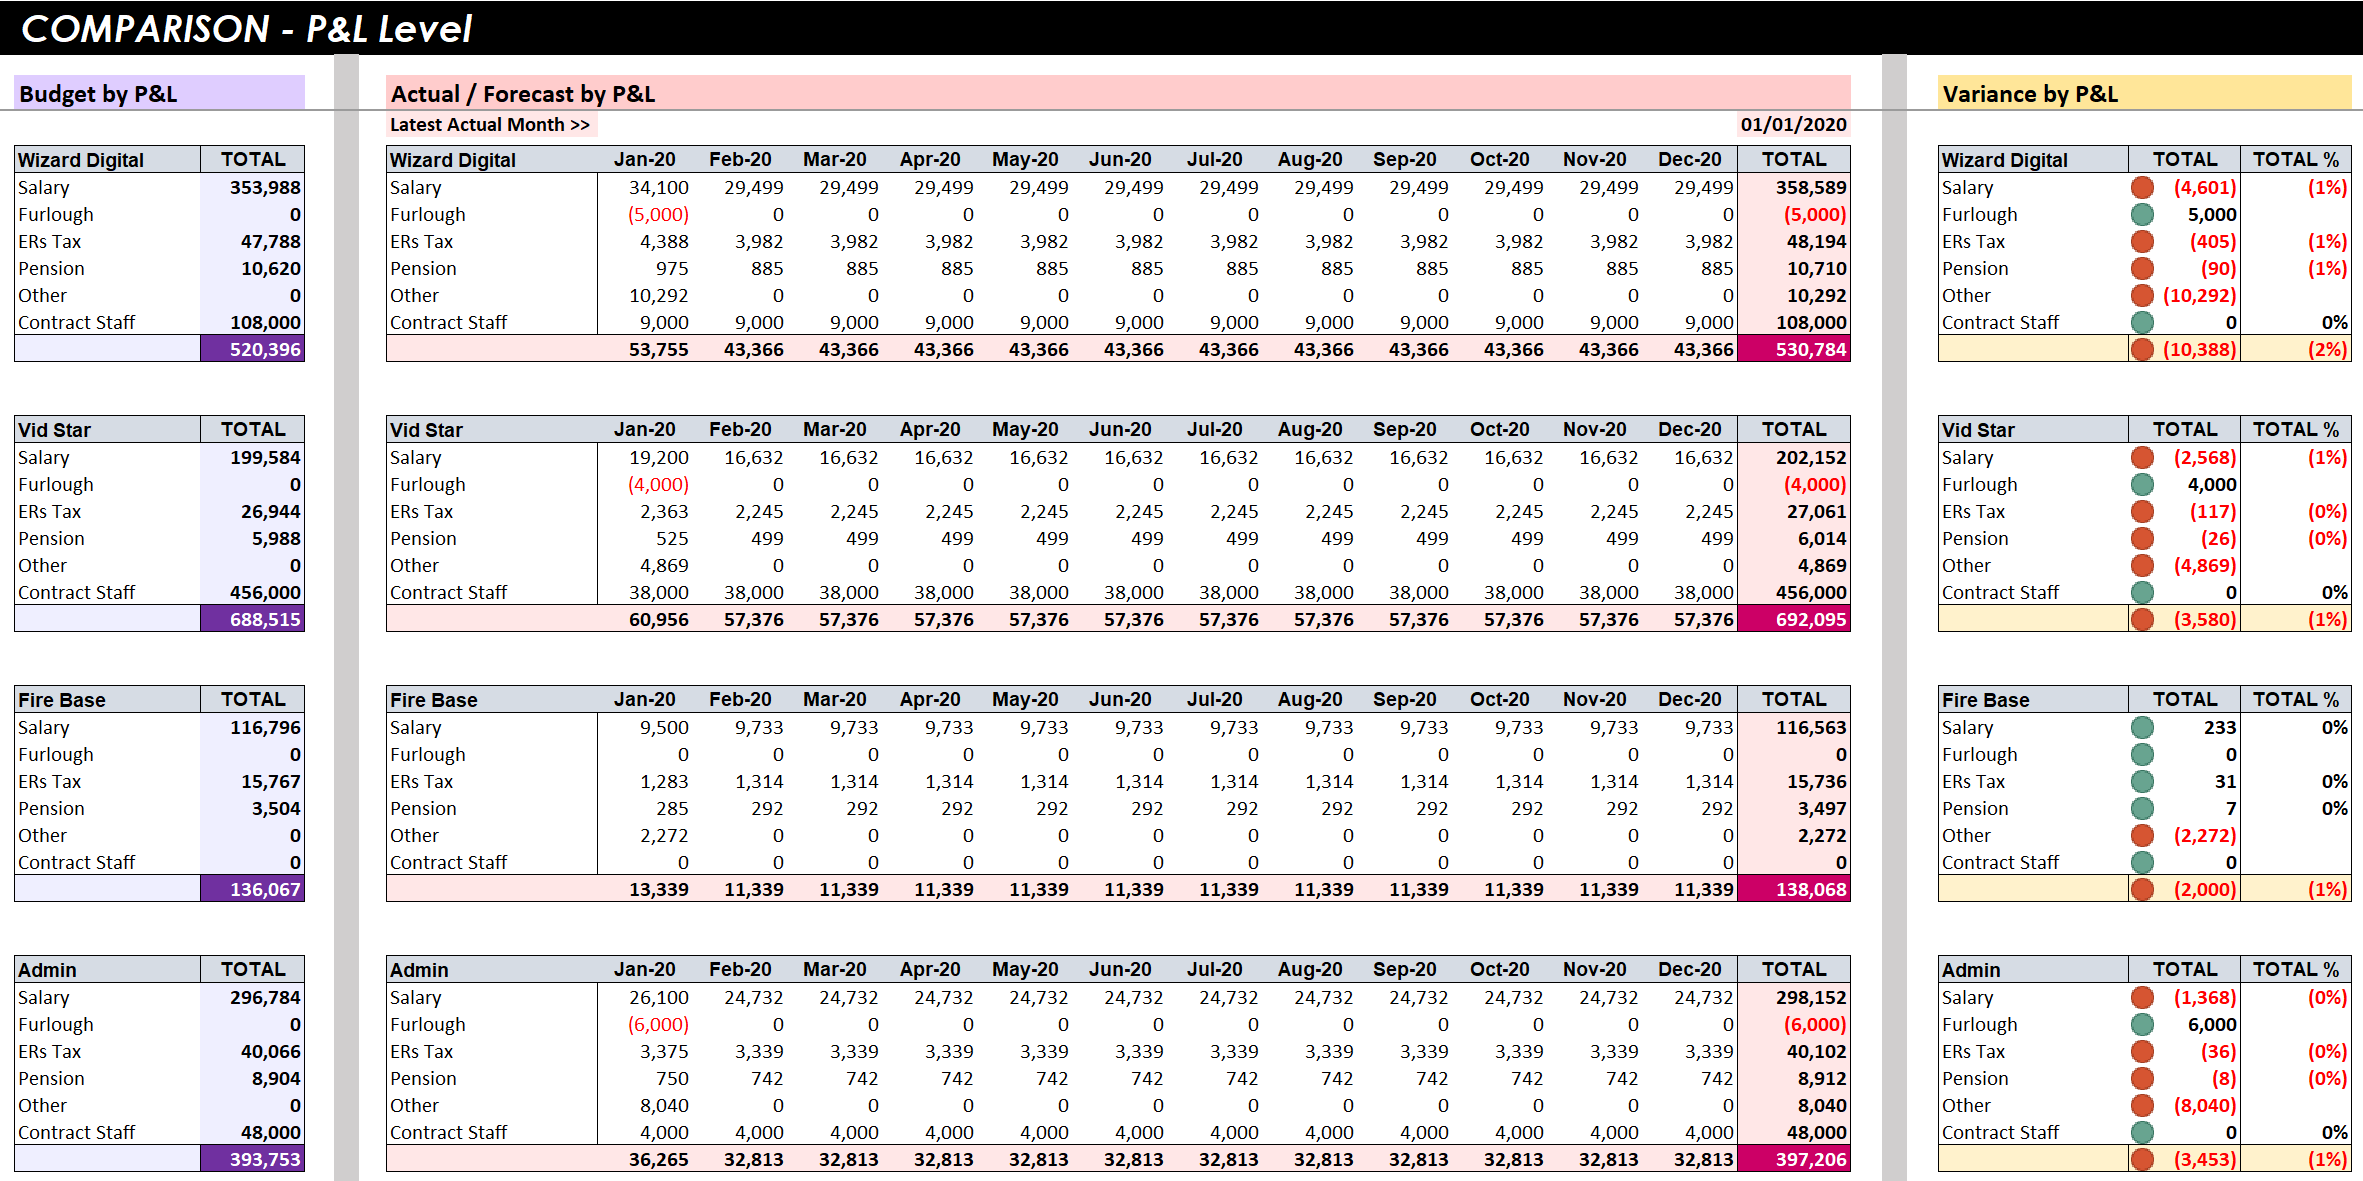 COMPARISON - P&L Level
Budget by P&L Actual / Forecast by P&L Variance by P&L
Latest Actual Month >> 01/01/2020
Wizard Digital TOTAL Wizard Digital Jan-20 Feb-20 Mar-20 Apr-20 May-20 Jun-20 Jul-20 Aug-20 Sep-20 Oct-20 Nov-20 Dec-20 TOTAL Wizard Digital TOTAL TOTAL %
Salary 353,988 Salary 34,100 29,499 29,499 29,499 29,499 29,499 29,499 29,499 29,499 29,499 29,499 29,499 358,589 Salary (4,601) (1%)
Furlough 0 Furlough (5,000) 0 0 0 0 0 0 0 0 0 0 0 (5,000) Furlough 5,000
ERs Tax 47,788 ERs Tax 4,388 3,982 3,982 3,982 3,982 3,982 3,982 3,982 3,982 3,982 3,982 3,982 48,194 ERs Tax (405) (1%)
Pension 10,620 Pension 975 885 885 885 885 885 885 885 885 885 885 885 10,710 Pension (90) (1%)
Other 0 Other 10,292 0 0 0 0 0 0 0 0 0 0 0 10,292 Other (10,292)
Contract Staff 108,000 Contract Staff 9,000 9,000 9,000 9,000 9,000 9,000 9,000 9,000 9,000 9,000 9,000 9,000 108,000 Contract Staff 0 0%
520,396 53,755 43,366 43,366 43,366 43,366 43,366 43,366 43,366 43,366 43,366 43,366 43,366 530,784 (10,388) (2%)
Vid Star TOTAL Vid Star Jan-20 Feb-20 Mar-20 Apr-20 May-20 Jun-20 Jul-20 Aug-20 Sep-20 Oct-20 Nov-20 Dec-20 TOTAL Vid Star TOTAL TOTAL %
Salary 199,584 Salary 19,200 16,632 16,632 16,632 16,632 16,632 16,632 16,632 16,632 16,632 16,632 16,632 202,152 Salary (2,568) (1%)
Furlough 0 Furlough (4,000) 0 0 0 0 0 0 0 0 0 0 0 (4,000) Furlough 4,000
ERs Tax 26,944 ERs Tax 2,363 2,245 2,245 2,245 2,245 2,245 2,245 2,245 2,245 2,245 2,245 2,245 27,061 ERs Tax (117) (0%)
Pension 5,988 Pension 525 499 499 499 499 499 499 499 499 499 499 499 6,014 Pension (26) (0%)
Other 0 Other 4,869 0 0 0 0 0 0 0 0 0 0 0 4,869 Other (4,869)
Contract Staff 456,000 Contract Staff 38,000 38,000 38,000 38,000 38,000 38,000 38,000 38,000 38,000 38,000 38,000 38,000 456,000 Contract Staff 0 0%
688,515 60,956 57,376 57,376 57,376 57,376 57,376 57,376 57,376 57,376 57,376 57,376 57,376 692,095 (3,580) (1%)
Fire Base TOTAL Fire Base Jan-20 Feb-20 Mar-20 Apr-20 May-20 Jun-20 Jul-20 Aug-20 Sep-20 Oct-20 Nov-20 Dec-20 TOTAL Fire Base TOTAL TOTAL %
Salary 116,796 Salary 9,500 9,733 9,733 9,733 9,733 9,733 9,733 9,733 9,733 9,733 9,733 9,733 116,563 Salary 233 0%
Furlough 0 Furlough 0 0 0 0 0 0 0 0 0 0 0 0 0 Furlough 0
ERs Tax 15,767 ERs Tax 1,283 1,314 1,314 1,314 1,314 1,314 1,314 1,314 1,314 1,314 1,314 1,314 15,736 ERs Tax 31 0%
Pension 3,504 Pension 285 292 292 292 292 292 292 292 292 292 292 292 3,497 Pension 7 0%
Other 0 Other 2,272 0 0 0 0 0 0 0 0 0 0 0 2,272 Other (2,272)
Contract Staff 0 Contract Staff 0 0 0 0 0 0 0 0 0 0 0 0 0 Contract Staff 0
136,067 13,339 11,339 11,339 11,339 11,339 11,339 11,339 11,339 11,339 11,339 11,339 11,339 138,068 (2,000) (1%)
Admin TOTAL Admin Jan-20 Feb-20 Mar-20 Apr-20 May-20 Jun-20 Jul-20 Aug-20 Sep-20 Oct-20 Nov-20 Dec-20 TOTAL Admin TOTAL TOTAL %
Salary 296,784 Salary 26,100 24,732 24,732 24,732 24,732 24,732 24,732 24,732 24,732 24,732 24,732 24,732 298,152 Salary (1,368) (0%)
Furlough 0 Furlough (6,000) 0 0 0 0 0 0 0 0 0 0 0 (6,000) Furlough 6,000
ERs Tax 40,066 ERs Tax 3,375 3,339 3,339 3,339 3,339 3,339 3,339 3,339 3,339 3,339 3,339 3,339 40,102 ERs Tax (36) (0%)
Pension 8,904 Pension 750 742 742 742 742 742 742 742 742 742 742 742 8,912 Pension (8) (0%)
Other 0 Other 8,040 0 0 0 0 0 0 0 0 0 0 0 8,040 Other (8,040)
Contract Staff 48,000 Contract Staff 4,000 4,000 4,000 4,000 4,000 4,000 4,000 4,000 4,000 4,000 4,000 4,000 48,000 Contract Staff 0 0%
393,753 36,265 32,813 32,813 32,813 32,813 32,813 32,813 32,813 32,813 32,813 32,813 32,813 397,206 (3,453) (1%)